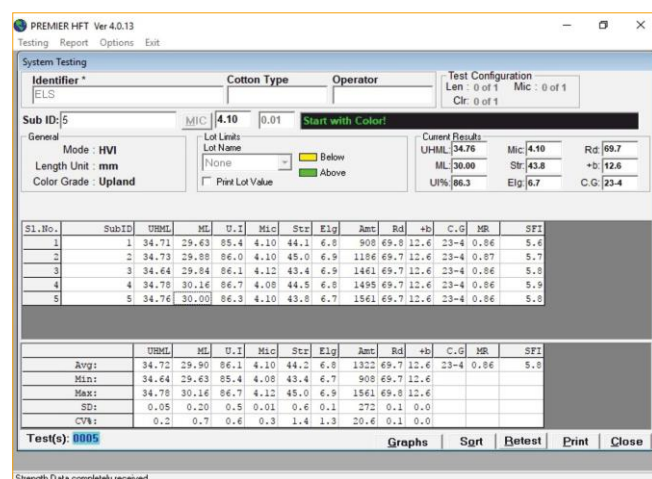 PREMIER HFT Ver 4.0.13
Testing Report Options Exit
System Testing
Identifier * Cotton Type Operator
ELS
Test Configuration
Len : 0 of 1 Mic : 0 of 1
Clr: 0 of 1
Sub ID: 5 MIC 4.10 0.01 Start with Color!
General
Mode : HVI
Length Unit : mm
Color Grade : Upland
Lot Limits
Lot Name
None
Print Lot Value
Below
Above
Current Results
UHML: 34.76 Mic: 4.10 Rd: 69.7
ML: 30.00 Str: 43.8 +b: 12.6
UI%: 86.3 Elg: 6.7 C.G: 23-4
Sl.No. SubID UHML ML U.I Mic Str Elg Amt Rd +b C.G MR SFI
1 1 34.71 29.63 85.4 4.10 44.1 6.8 908 69.8 12.6 23-4 0.86 5.6
2 2 34.73 29.88 86.0 4.10 45.0 6.9 1186 69.7 12.6 23-4 0.87 5.7
3 3 34.64 29.84 86.1 4.12 43.4 6.9 1461 69.7 12.6 23-4 0.86 5.8
4 4 34.78 30.16 86.7 4.08 44.5 6.8 1495 69.7 12.6 23-4 0.86 5.9
5 5 34.76 30.00 86.3 4.10 43.8 6.7 1561 69.7 12.6 23-4 0.86 5.8
UHML ML U.I Mic Str Elg Amt Rd +b C.G MR SFI
Avg: 34.72 29.90 86.1 4.10 44.2 6.8 1322 69.7 12.6 23-4 0.86 5.8
Min: 34.64 29.63 85.4 4.08 43.4 6.7 908 69.7 12.6
Max: 34.78 30.16 86.7 4.12 45.0 6.9 1561 69.8 12.6
SD: 0.05 0.20 0.5 0.01 0.6 0.1 272 0.1 0.0
CV%: 0.2 0.7 0.6 0.3 1.4 1.3 20.6 0.1 0.0
Test(s): 0005 Graphs Sort Retest Print Close
Strength Data completely received